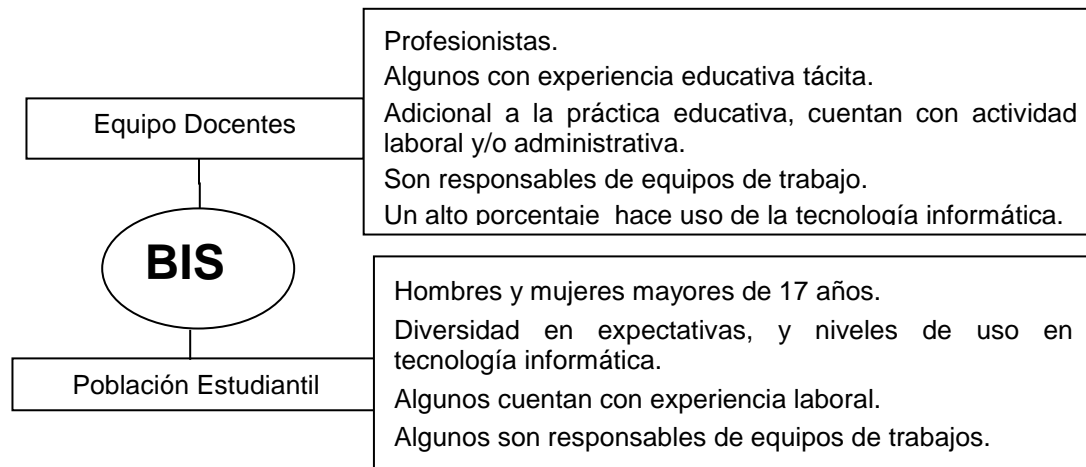 Profesionistas.
Algunos con experiencia educativa tácita.
Adicional a la práctica educativa, cuentan con actividad
laboral y/o administrativa.
Son responsables de equipos de trabajo.
Un alto porcentaje hace uso de la tecnología informática.
Equipo Docentes
BIS
Hombres y mujeres mayores de 17 años.
Diversidad en expectativas, y niveles de uso en
tecnología informática.
Algunos cuentan con experiencia laboral.
Algunos son responsables de equipos de trabajos.
Población Estudiantil